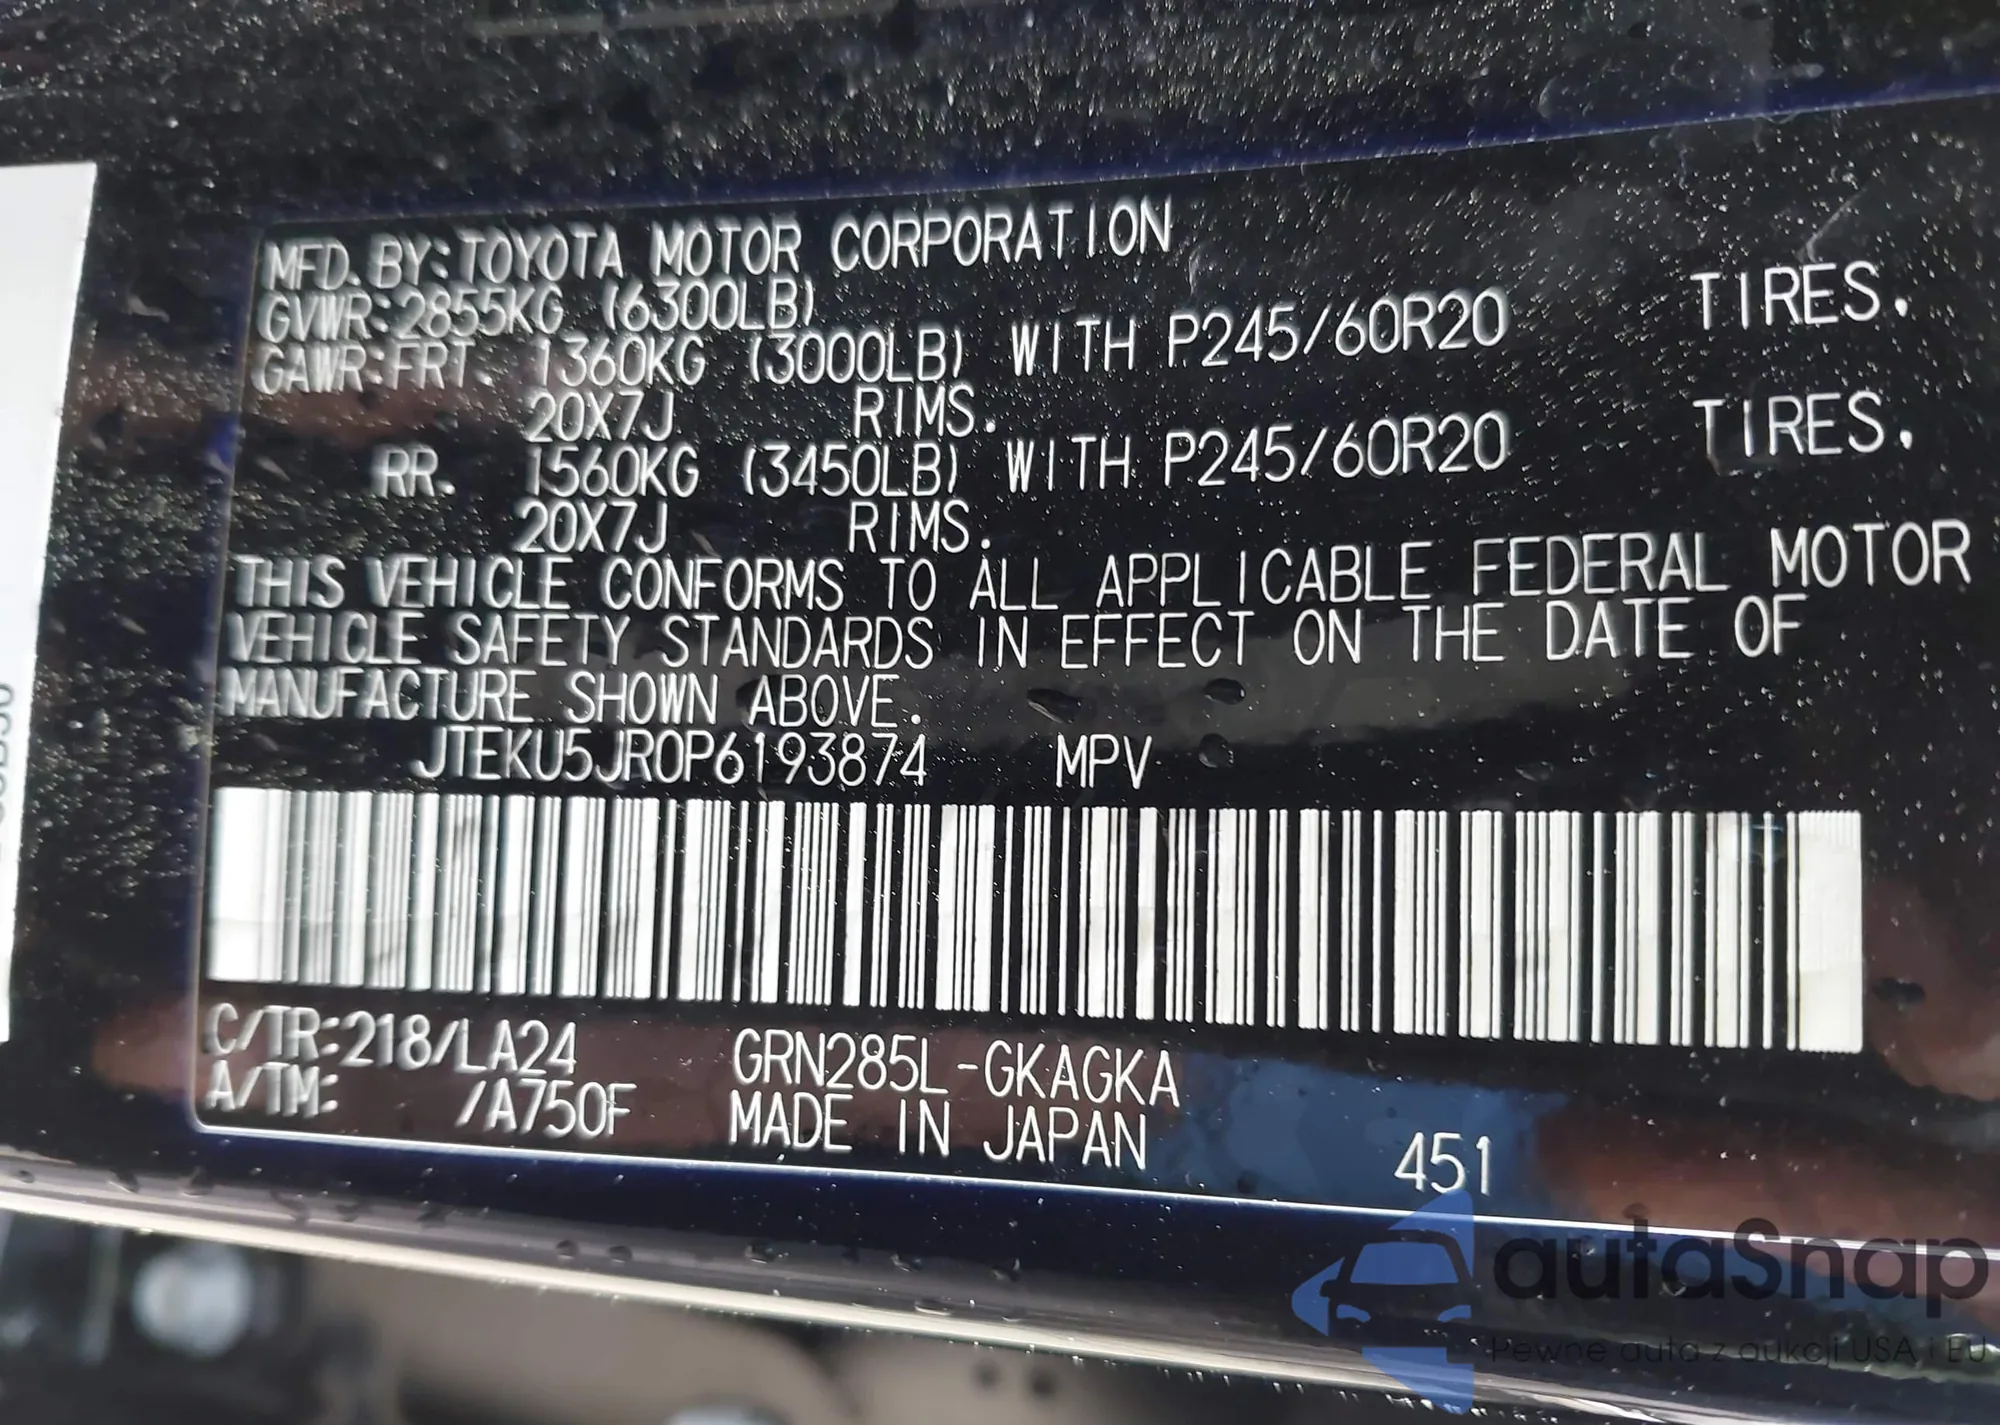 MFD. BY: TOYOTA MOTOR CORPORATION
GVWR: 2855KG (6300LB)
GAWR: FRT. 1360KG (3000LB) WITH P245/60R20 TIRES.
20X7J RIMS.
RR. 1560KG (3450LB) WITH P245/60R20 TIRES.
20X7J RIMS.
THIS VEHICLE CONFORMS TO ALL APPLICABLE FEDERAL MOTOR
VEHICLE SAFETY STANDARDS IN EFFECT ON THE DATE OF
MANUFACTURE SHOWN ABOVE.
JTEKU5JR0P6193874 MPV
C/TR: 218/LA24 GRN285L-GKAGKA
A/TM: /A750F MADE IN JAPAN
451
autaSnap
Pewne auta z aukcji USA i EU